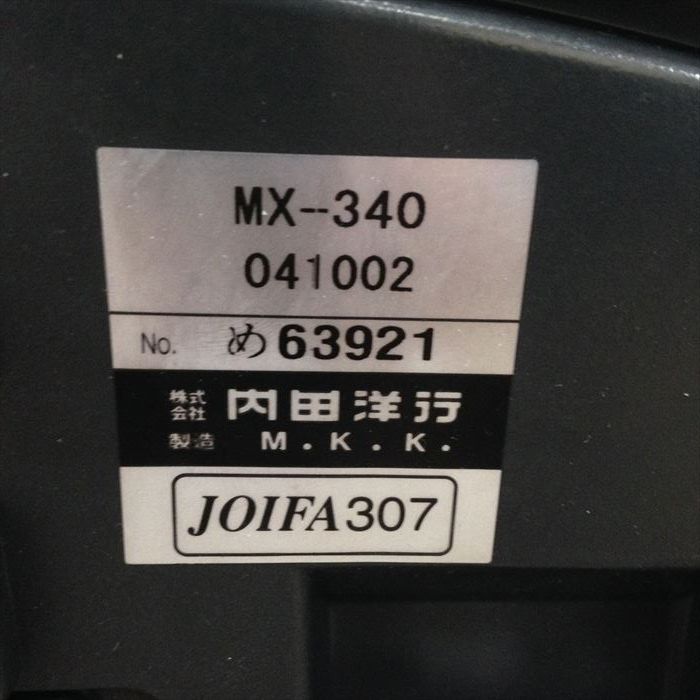 MX--340
041002
No. め63921
株式会社 内田洋行
製造 M.K.K.
JOIFA307